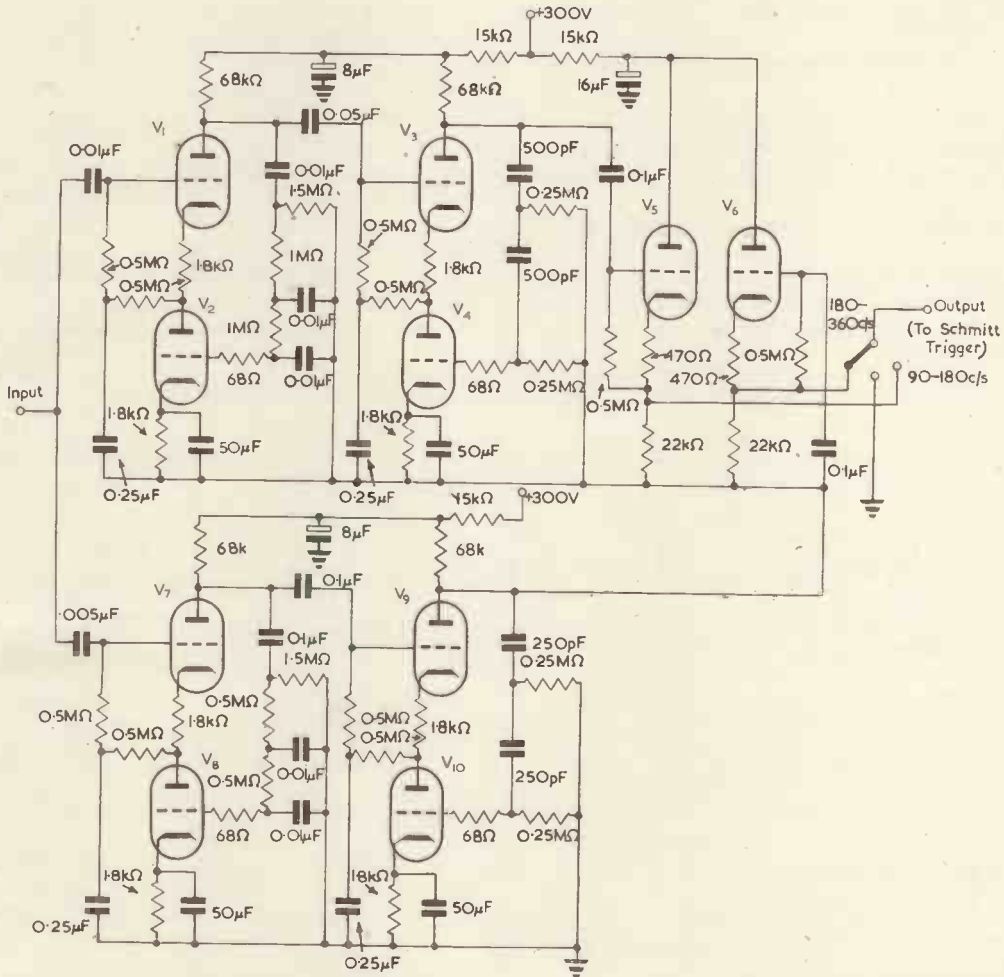 +300V
15kΩ
15kΩ
8µF
16µF
68kΩ
68kΩ
0·05µF
V1
V3
0·01µF
0·01µF
1·5MΩ
500pF
0·25MΩ
0·1µF
V5
V6
0·5MΩ
0·5MΩ
1·8kΩ
1MΩ
0·5MΩ
0·5MΩ
1·8kΩ
500pF
V2
0·01µF
V4
1MΩ
68Ω
0·01µF
68Ω
0·25MΩ
470Ω
470Ω
0·5MΩ
0·5MΩ
180-
360c/s
Output
(To Schmitt
Trigger)
90-180c/s
Input
1·8kΩ
50µF
1·8kΩ
50µF
22kΩ
22kΩ
0·1µF
0·25µF
0·25µF
15kΩ
+300V
8µF
68k
68k
0·1µF
V7
V9
·005µF
0·1µF
1·5MΩ
250pF
0·25MΩ
0·5MΩ
0·5MΩ
1·8kΩ
0·5MΩ
0·5MΩ
0·5MΩ
1·8kΩ
V8
0·5MΩ
0·01µF
V10
250pF
68Ω
0·01µF
68Ω
0·25MΩ
1·8kΩ
50µF
1·8kΩ
50µF
0·25µF
0·25µF